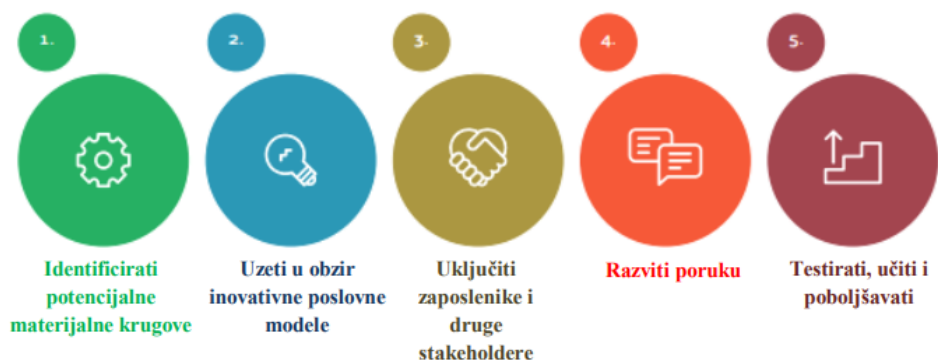 1.
2.
3.
4.
5.
Identificirati
potencijalne
materijalne krugove
Uzeti u obzir
inovativne poslovne
modele
Uključiti
zaposlenike i
druge
stakeholdere
Razviti poruku
Testirati, učiti i
poboljšavati